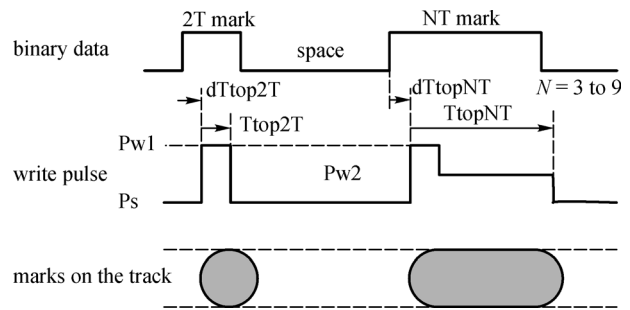 2T mark
NT mark
binary data
space
dTtop2T
dTtopNT
N = 3 to 9
Ttop2T
TtopNT
Pw1
write pulse
Pw2
Ps
marks on the track